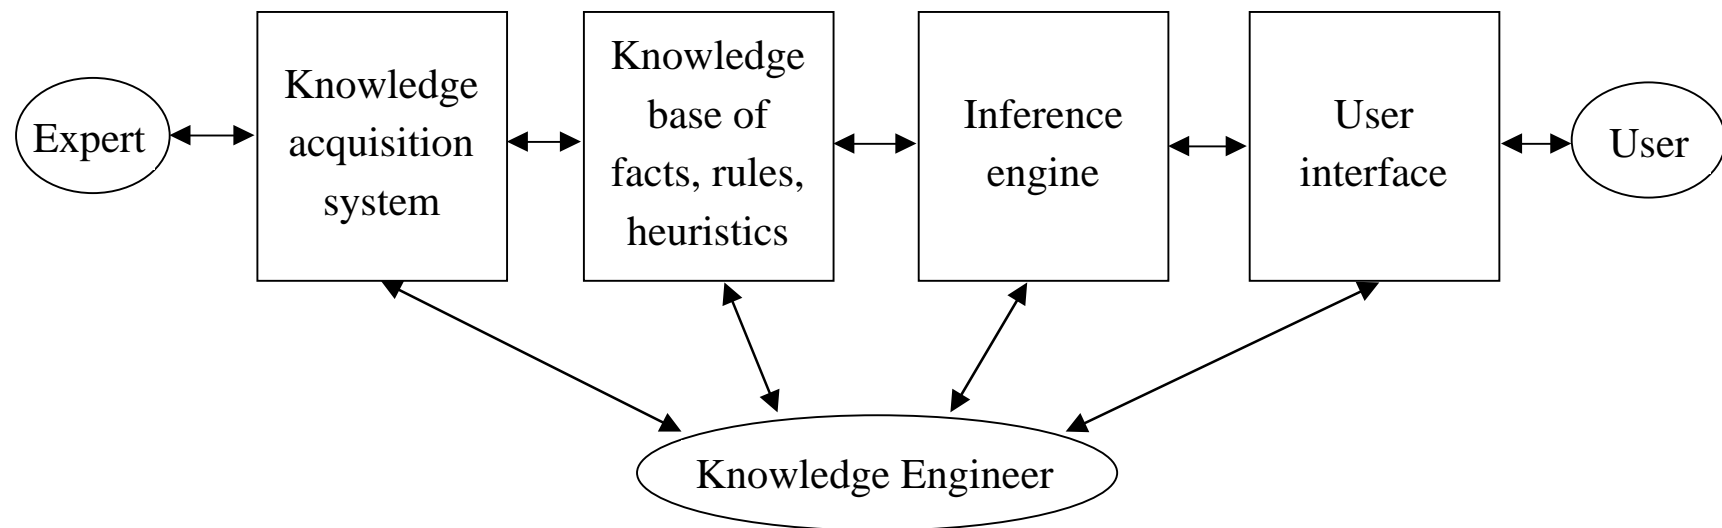 Expert
Knowledge
acquisition
system
Knowledge
base of
facts, rules,
heuristics
Inference
engine
User
interface
User
Knowledge Engineer